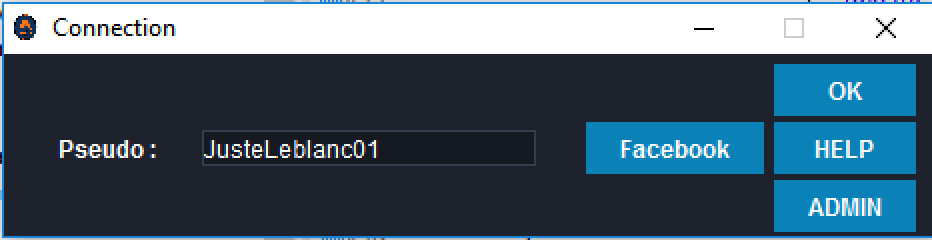 Connection
OK
Pseudo :
JusteLeblanc01
Facebook
HELP
ADMIN